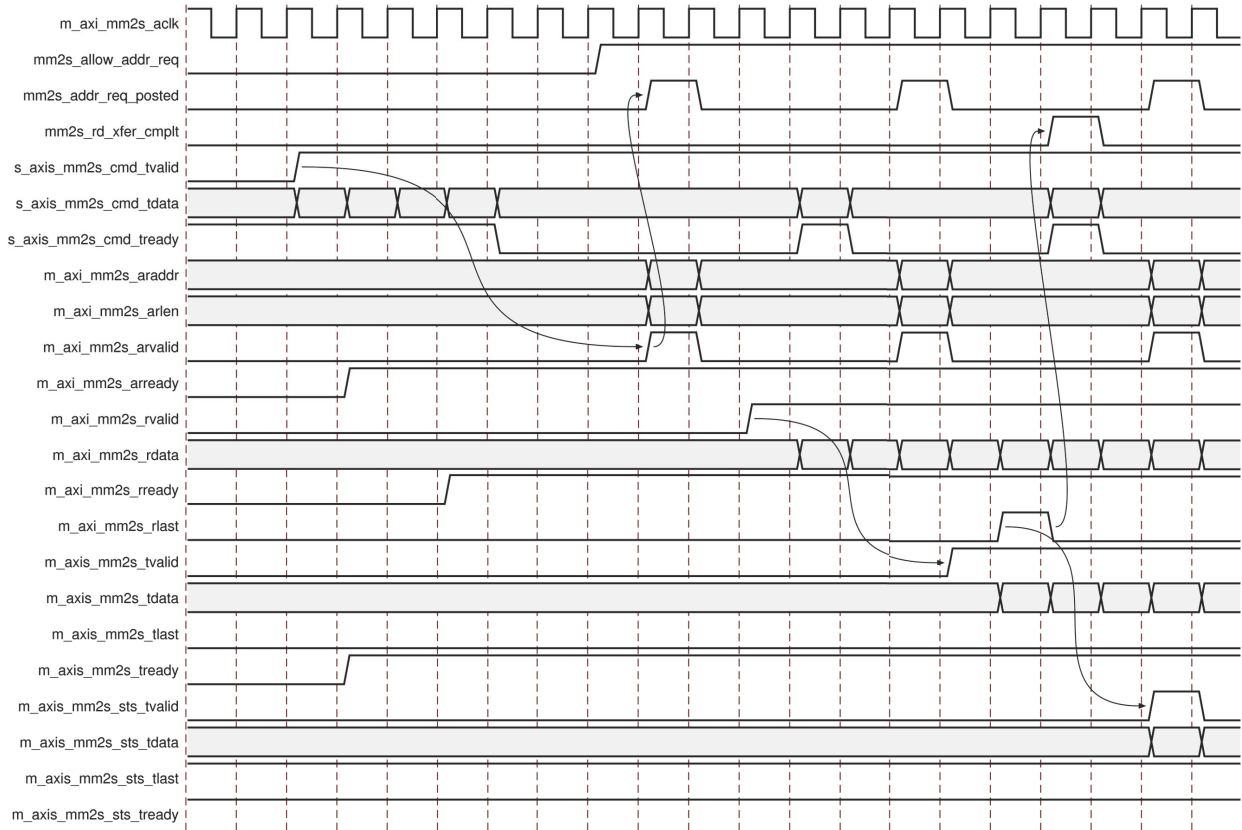 m_axi_mm2s_aclk
mm2s_allow_addr_req
mm2s_addr_req_posted
mm2s_rd_xfer_cmplt
s_axis_mm2s_cmd_tvalid
s_axis_mm2s_cmd_tdata
s_axis_mm2s_cmd_tready
m_axi_mm2s_araddr
m_axi_mm2s_arlen
m_axi_mm2s_arvalid
m_axi_mm2s_arready
m_axi_mm2s_rvalid
m_axi_mm2s_rdata
m_axi_mm2s_rready
m_axi_mm2s_rlast
m_axis_mm2s_tvalid
m_axis_mm2s_tdata
m_axis_mm2s_tlast
m_axis_mm2s_tready
m_axis_mm2s_sts_tvalid
m_axis_mm2s_sts_tdata
m_axis_mm2s_sts_tlast
m_axis_mm2s_sts_tready